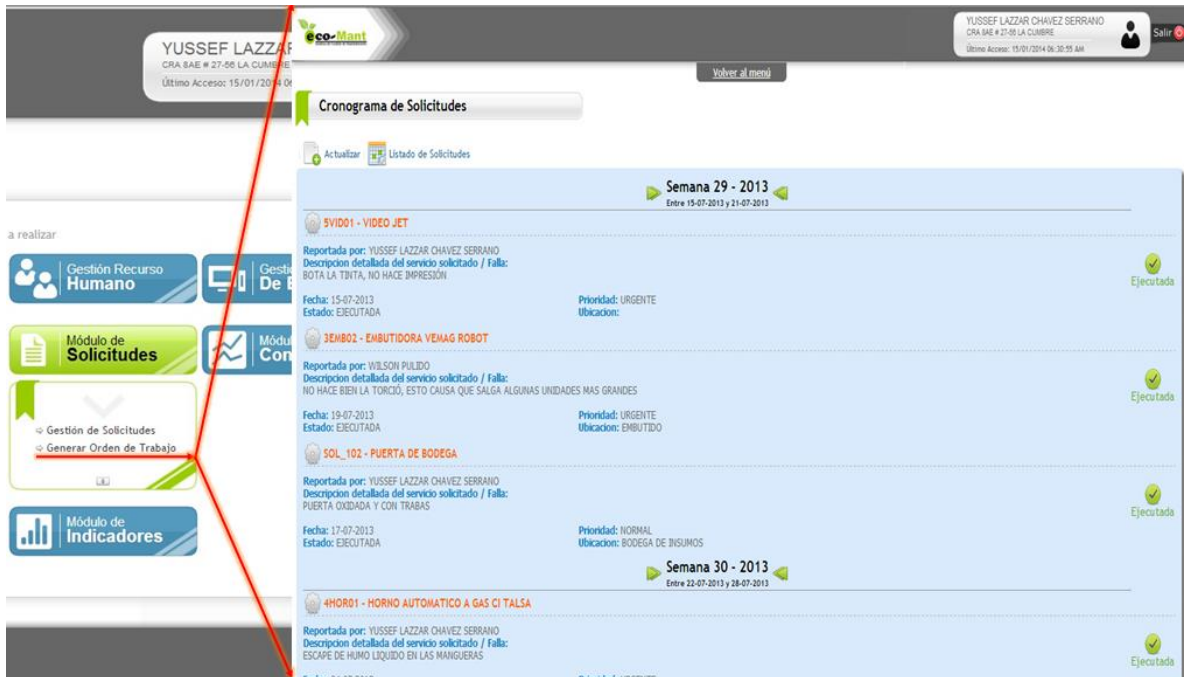 YUSSEF LAZZAR
CRA 8AE # 27-56 LA CUMBRE
Último Acceso: 15/01/2014 06
a realizar
Gestión Recurso
Humano
Gestió
De E
Módulo de
Solicitudes
Módul
Con
Gestión de Solicitudes
Generar Orden de Trabajo
Módulo de
Indicadores
eco-Mant
YUSSEF LAZZAR CHAVEZ SERRANO
CRA 8AE # 27-56 LA CUMBRE
Último Acceso: 15/01/2014 06:30:55 AM
Salir
Volver al menú
Cronograma de Solicitudes
Actualizar
Listado de Solicitudes
Semana 29 - 2013
Entre 15-07-2013 y 21-07-2013
5VID01 - VIDEO JET
Reportada por: YUSSEF LAZZAR CHAVEZ SERRANO
Descripcion detallada del servicio solicitado / Falla:
BOTA LA TINTA, NO HACE IMPRESIÓN
Fecha: 15-07-2013 Prioridad: URGENTE
Estado: EJECUTADA Ubicacion:
Ejecutada
3EMB02 - EMBUTIDORA VEMAG ROBOT
Reportada por: WILSON PULIDO
Descripcion detallada del servicio solicitado / Falla:
NO HACE BIEN LA TORCIÓ, ESTO CAUSA QUE SALGA ALGUNAS UNIDADES MAS GRANDES
Fecha: 19-07-2013 Prioridad: URGENTE
Estado: EJECUTADA Ubicacion: EMBUTIDO
Ejecutada
SOL_102 - PUERTA DE BODEGA
Reportada por: YUSSEF LAZZAR CHAVEZ SERRANO
Descripcion detallada del servicio solicitado / Falla:
PUERTA OXIDADA Y CON TRABAS
Fecha: 17-07-2013 Prioridad: NORMAL
Estado: EJECUTADA Ubicacion: BODEGA DE INSUMOS
Ejecutada
Semana 30 - 2013
Entre 22-07-2013 y 28-07-2013
4HOR01 - HORNO AUTOMATICO A GAS CI TALSA
Reportada por: YUSSEF LAZZAR CHAVEZ SERRANO
Descripcion detallada del servicio solicitado / Falla:
ESCAPE DE HUMO LIQUIDO EN LAS MANGUERAS
Ejecutada